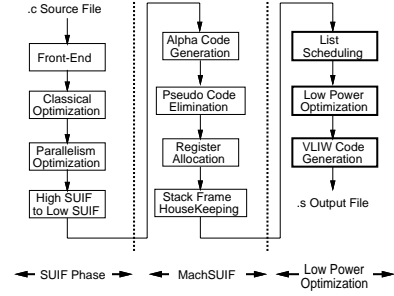 .c Source File
Front-End
Classical
Optimization
Parallelism
Optimization
High SUIF
to Low SUIF
Alpha Code
Generation
Pseudo Code
Elimination
Register
Allocation
Stack Frame
HouseKeeping
List
Scheduling
Low Power
Optimization
VLIW Code
Generation
.s Output File
SUIF Phase
MachSUIF
Low Power
Optimization